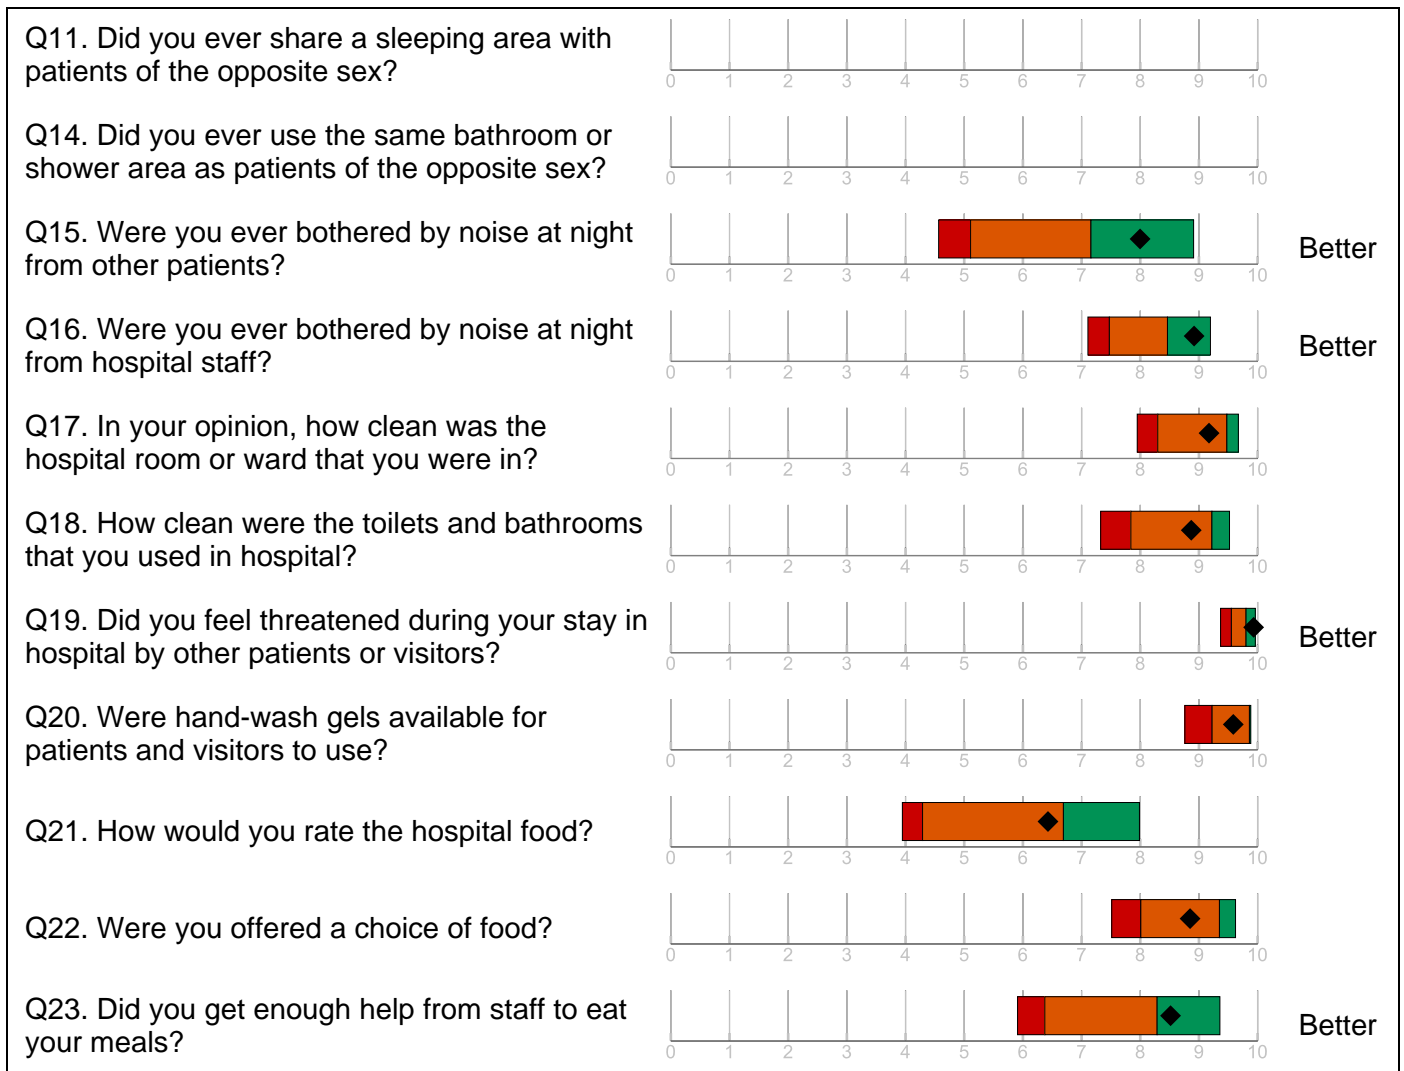 Q11. Did you ever share a sleeping area with
patients of the opposite sex?
0 1 2 3 4 5 6 7 8 9 10
Q14. Did you ever use the same bathroom or
shower area as patients of the opposite sex?
0 1 2 3 4 5 6 7 8 9 10
Q15. Were you ever bothered by noise at night
from other patients?
Better
0 1 2 3 4 5 6 7 8 9 10
Q16. Were you ever bothered by noise at night
from hospital staff?
Better
0 1 2 3 4 5 6 7 8 9 10
Q17. In your opinion, how clean was the
hospital room or ward that you were in?
0 1 2 3 4 5 6 7 8 9 10
Q18. How clean were the toilets and bathrooms
that you used in hospital?
0 1 2 3 4 5 6 7 8 9 10
Q19. Did you feel threatened during your stay in
hospital by other patients or visitors?
Better
0 1 2 3 4 5 6 7 8 9 10
Q20. Were hand-wash gels available for
patients and visitors to use?
0 1 2 3 4 5 6 7 8 9 10
Q21. How would you rate the hospital food?
0 1 2 3 4 5 6 7 8 9 10
Q22. Were you offered a choice of food?
0 1 2 3 4 5 6 7 8 9 10
Q23. Did you get enough help from staff to eat
your meals?
Better
0 1 2 3 4 5 6 7 8 9 10